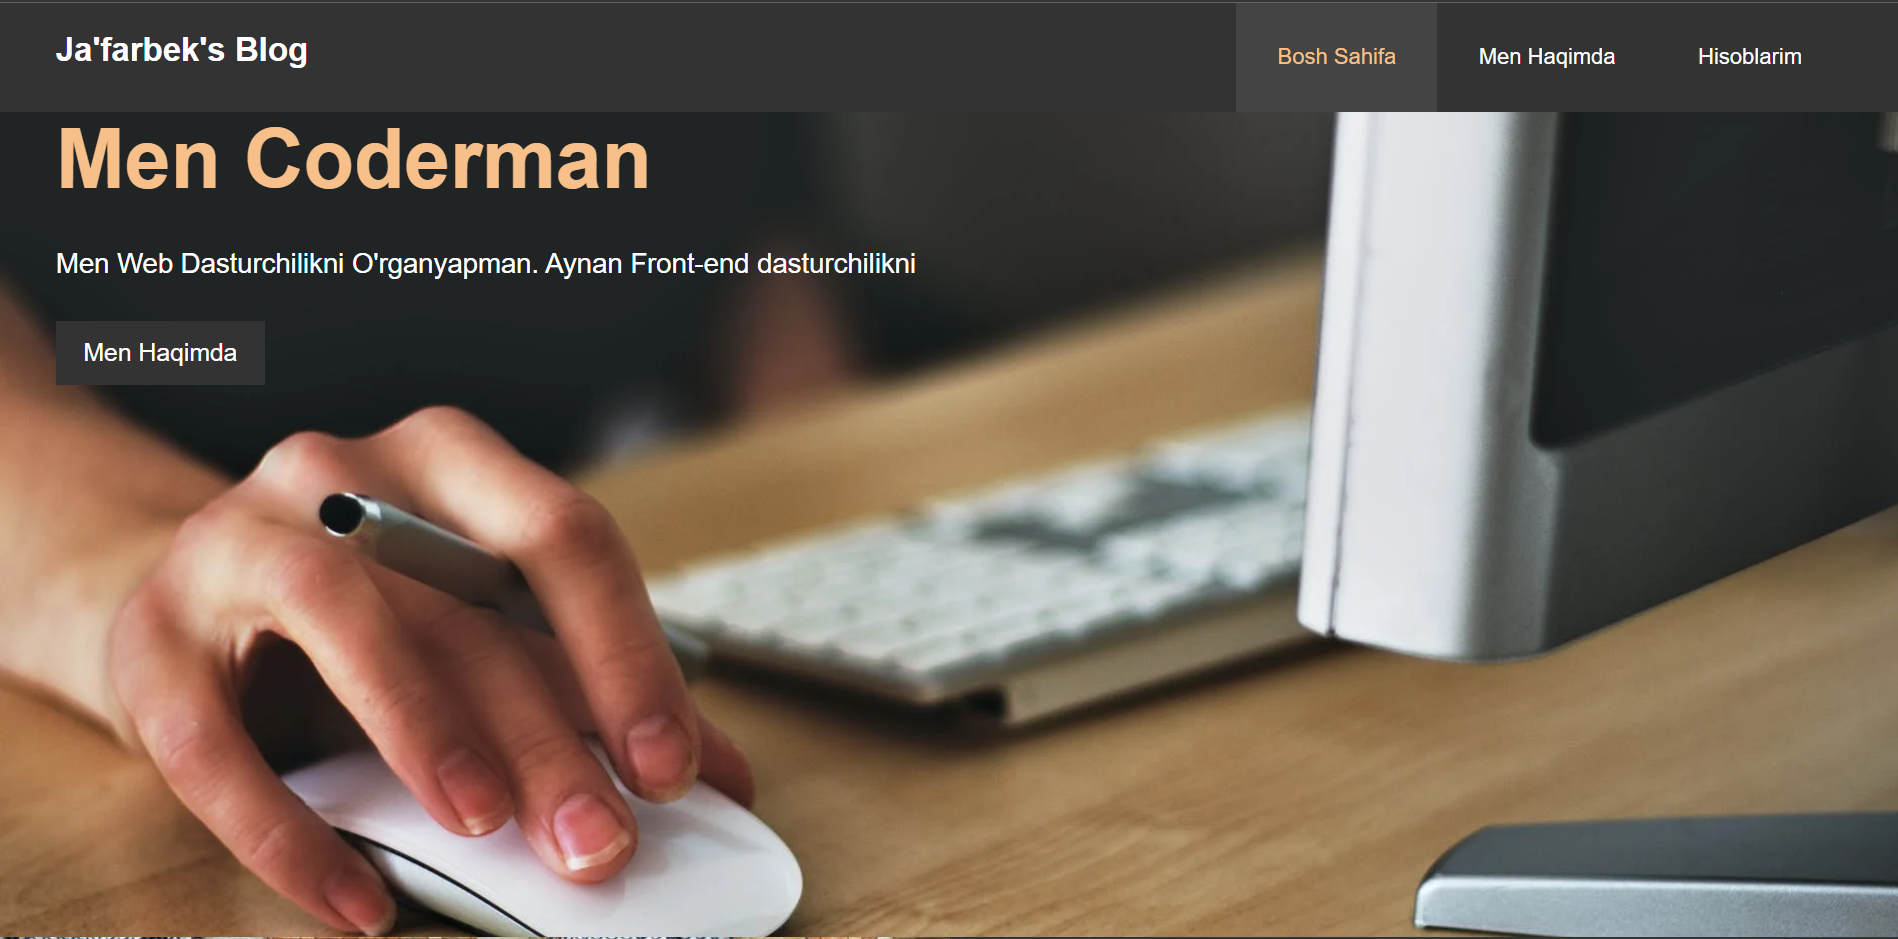 Ja'farbek's Blog
Bosh Sahifa
Men Haqimda
Hisoblarim
Men Coderman
Men Web Dasturchilikni O'rganyapman. Aynan Front-end dasturchilikni
Men Haqimda